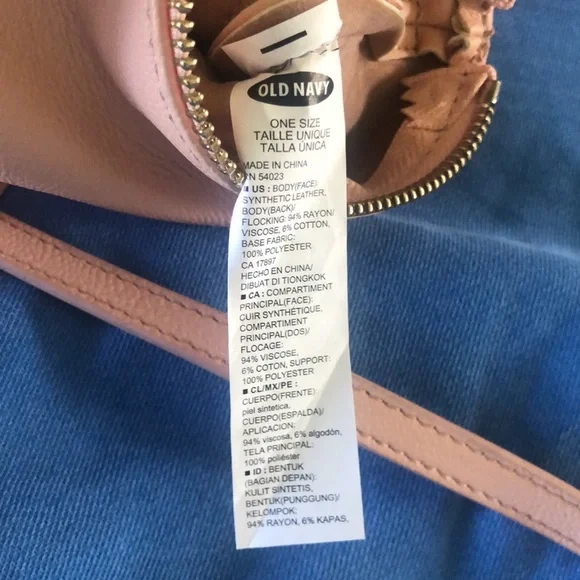 OLD NAVY
ONE SIZE
TAILLE UNIQUE
TALLA ÚNICA
MADE IN CHINA
54023
■ US : BODY(FACE)
SYNTHETIC LEATHER,
BODY(BACK)/
FLOCKING: 94% RAYON/
VISCOSE, 6% COTTON,
BASE FABRIC:
100% POLYESTER
CA 17897
HECHO EN CHINA/
DIBUAT DI TIONGKOK
■ CA : COMPARTIMENT
PRINCIPAL(FACE):
CUIR SYNTHÉTIQUE,
COMPARTIMENT
PRINCIPAL(DOS)/
FLOCAGE:
94% VISCOSE,
6% COTON, SUPPORT:
100% POLYESTER
■ CL/MX/PE :
CUERPO(FRENTE):
piel sintetica,
CUERPO(ESPALDA)/
APLICACION:
94% viscosa, 6% algodón,
TELA PRINCIPAL:
100% poliéster
■ ID : BENTUK
(BAGIAN DEPAN):
KULIT SINTETIS,
BENTUK(PUNGGUNG)/
KELOMPOK:
94% RAYON, 6% KAPAS,